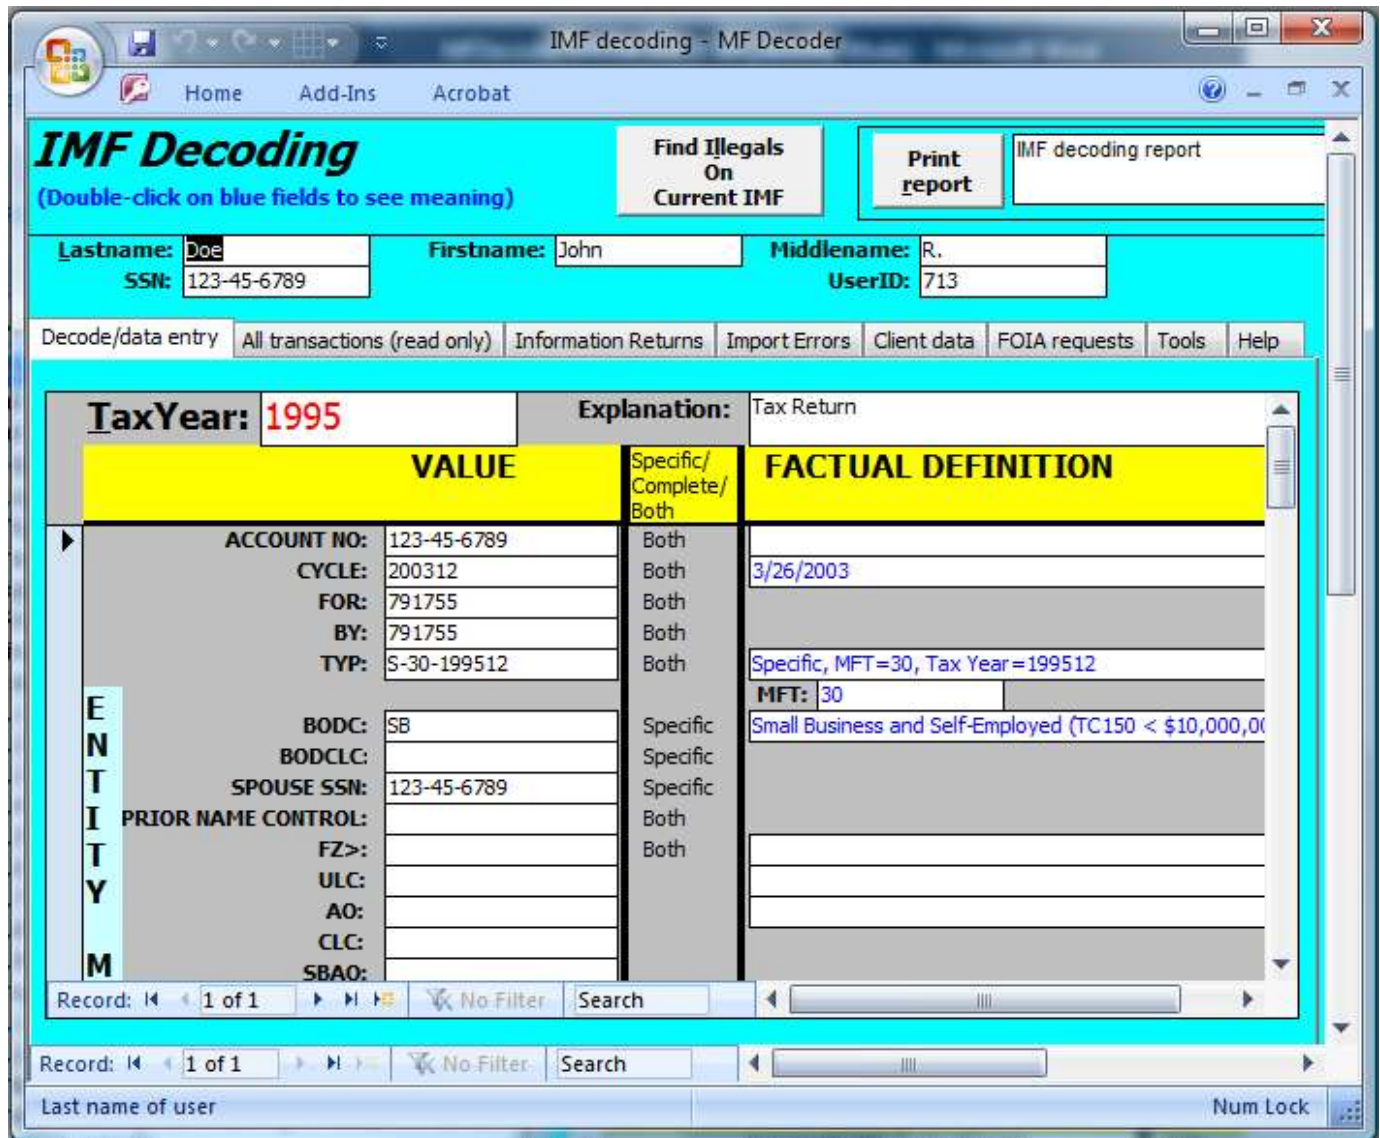 IMF decoding - MF Decoder
Home Add-Ins Acrobat
IMF Decoding
(Double-click on blue fields to see meaning)
Find Illegals
On
Current IMF
Print
report
IMF decoding report
Lastname: Doe Firstname: John Middlename: R.
SSN: 123-45-6789 UserID: 713
Decode/data entry All transactions (read only) Information Returns Import Errors Client data FOIA requests Tools Help
TaxYear: 1995 Explanation: Tax Return
VALUE Specific/ FACTUAL DEFINITION
Complete/
Both
ACCOUNT NO: 123-45-6789 Both
CYCLE: 200312 Both 3/26/2003
FOR: 791755 Both
BY: 791755 Both
TYP: S-30-199512 Both Specific, MFT=30, Tax Year=199512
MFT: 30
BODC: SB Specific Small Business and Self-Employed (TC150 < $10,000,00
BODCLC: Specific
SPOUSE SSN: 123-45-6789 Specific
PRIOR NAME CONTROL: Both
FZ>: Both
ULC:
AO:
CLC:
SBAO:
ENTITY M
Record: 1 of 1 No Filter Search
Record: 1 of 1 No Filter Search
Last name of user Num Lock